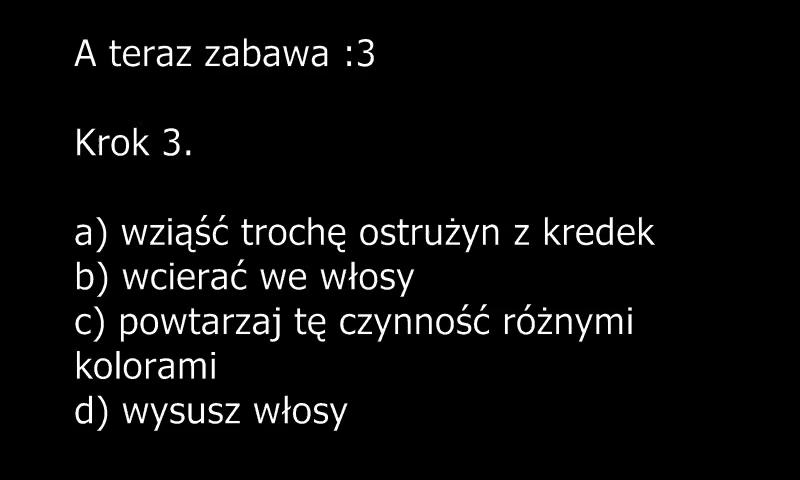 A teraz zabawa :3
Krok 3.
a) wziąść trochę ostrużyn z kredek
b) wcierać we włosy
c) powtarzaj tę czynność różnymi
kolorami
d) wysusz włosy